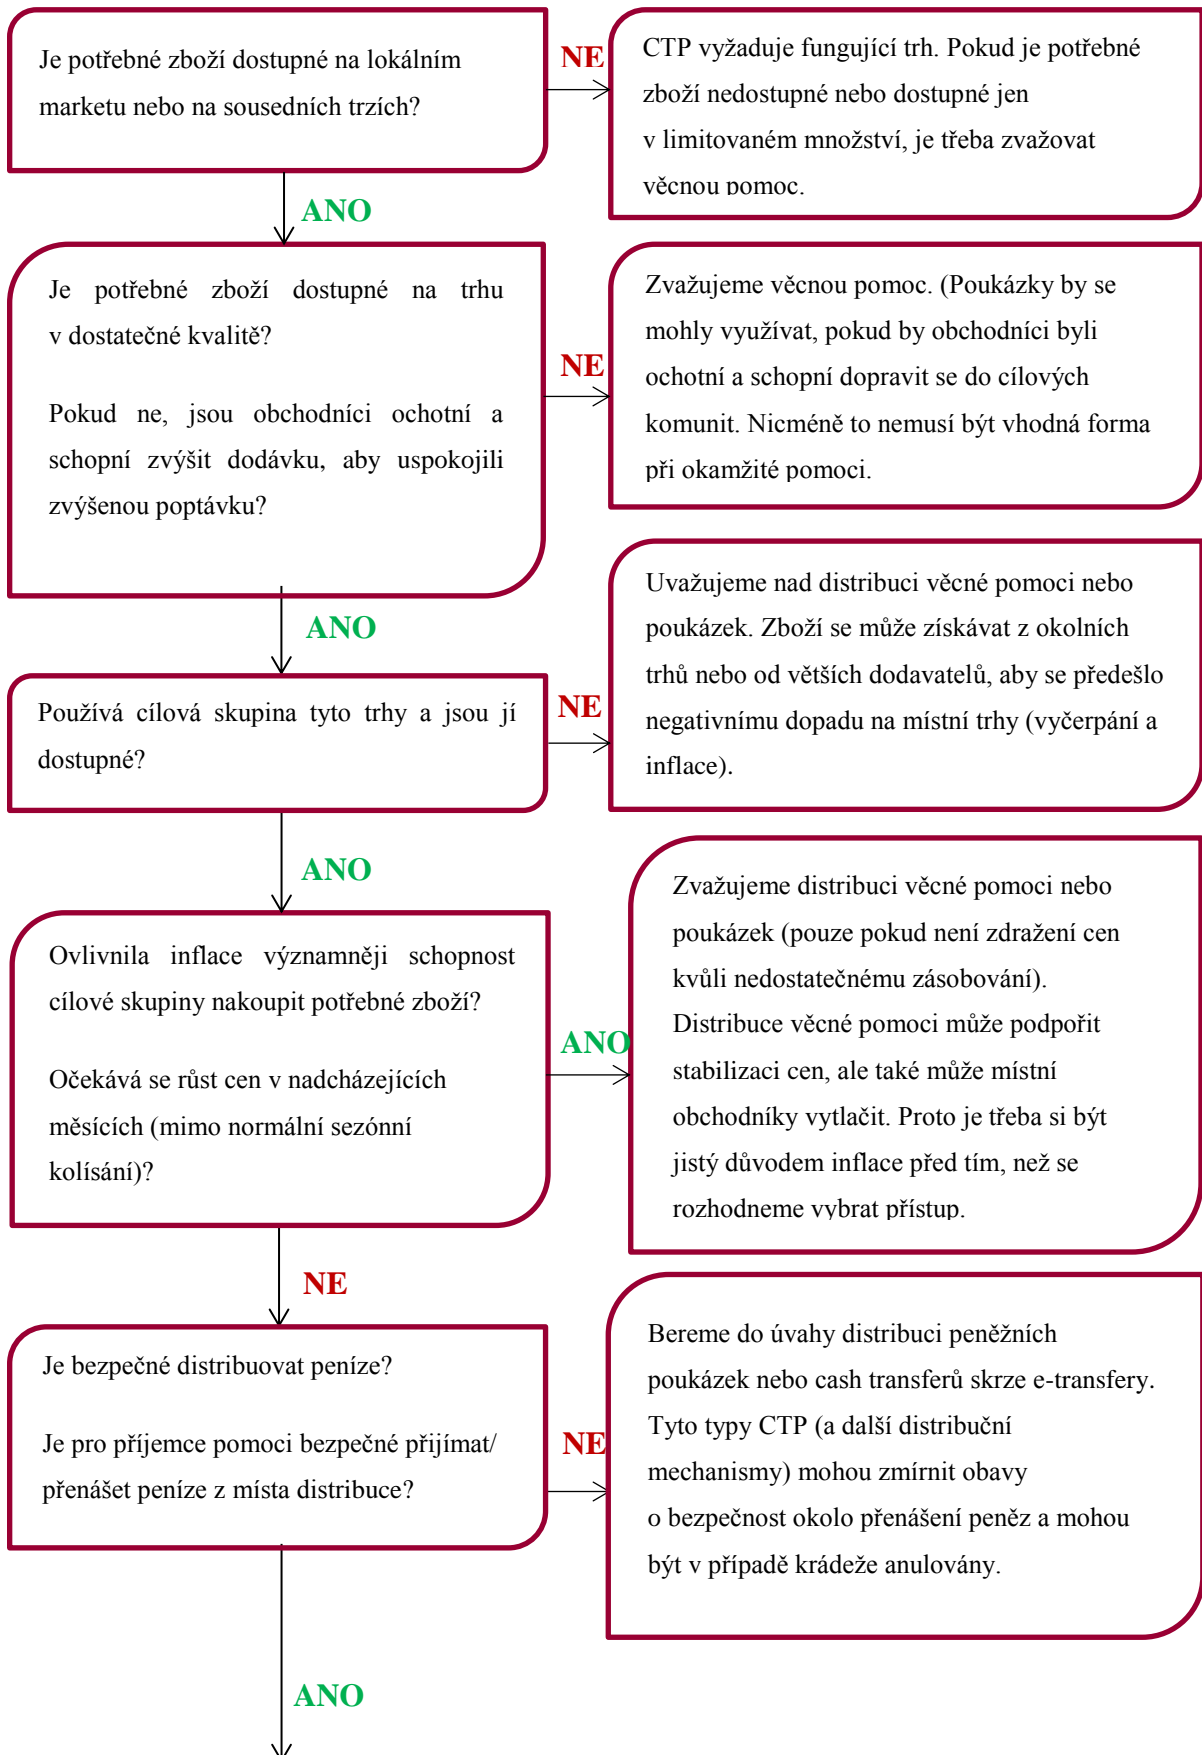 Je potřebné zboží dostupné na lokálním
marketu nebo na sousedních trzích?
NE
CTP vyžaduje fungující trh. Pokud je potřebné
zboží nedostupné nebo dostupné jen
v limitovaném množství, je třeba zvažovat
věcnou pomoc.
ANO
Je potřebné zboží dostupné na trhu
v dostatečné kvalitě?
Pokud ne, jsou obchodníci ochotní a
schopní zvýšit dodávku, aby uspokojili
zvýšenou poptávku?
NE
Zvažujeme věcnou pomoc. (Poukázky by se
mohly využívat, pokud by obchodníci byli
ochotní a schopní dopravit se do cílových
komunit. Nicméně to nemusí být vhodná forma
při okamžité pomoci.
ANO
Používá cílová skupina tyto trhy a jsou jí
dostupné?
NE
Uvažujeme nad distribuci věcné pomoci nebo
poukázek. Zboží se může získávat z okolních
trhů nebo od větších dodavatelů, aby se předešlo
negativnímu dopadu na místní trhy (vyčerpání a
inflace).
ANO
Ovlivnila inflace významněji schopnost
cílové skupiny nakoupit potřebné zboží?
Očekává se růst cen v nadcházejících
měsících (mimo normální sezónní
kolísání)?
ANO
Zvažujeme distribuci věcné pomoci nebo
poukázek (pouze pokud není zdražení cen
kvůli nedostatečnému zásobování).
Distribuce věcné pomoci může podpořit
stabilizaci cen, ale také může místní
obchodníky vytlačit. Proto je třeba si být
jistý důvodem inflace před tím, než se
rozhodneme vybrat přístup.
NE
Je bezpečné distribuovat peníze?
Je pro příjemce pomoci bezpečné přijímat/
přenášet peníze z místa distribuce?
NE
Bereme do úvahy distribuci peněžních
poukázek nebo cash transferů skrze e-transfery.
Tyto typy CTP (a další distribuční
mechanismy) mohou zmírnit obavy
o bezpečnost okolo přenášení peněz a mohou
být v případě krádeže anulovány.
ANO